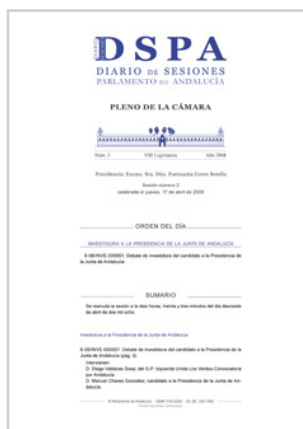 DIARIO
DSPA
DIARIO DE SESIONES
PARLAMENTO DE ANDALUCÍA
PLENO DE LA CÁMARA
Núm. 3 VIII Legislatura Año 2008
Presidencia: Excma. Sra. Dña. Fuensanta Coves Botella
Sesión número 2
celebrada el jueves, 17 de abril de 2008
ORDEN DEL DÍA
INVESTIDURA A LA PRESIDENCIA DE LA JUNTA DE ANDALUCÍA
8-08/INVE-000001. Debate de investidura del candidato a la Presidencia de
la Junta de Andalucía.
SUMARIO
Se reanuda la sesión a la diez horas, treinta y tres minutos del día diecisiete
de abril de dos mil ocho.
Investidura a la Presidencia de la Junta de Andalucía
8-08/INVE-000001. Debate de investidura del candidato a la Presidencia de la
Junta de Andalucía (pág. 3).
Intervienen:
D. Diego Valderas Sosa, del G.P. Izquierda Unida Los Verdes-Convocatoria
por Andalucía.
D. Manuel Chaves González, candidato a la Presidencia de la Junta de An-
dalucía.